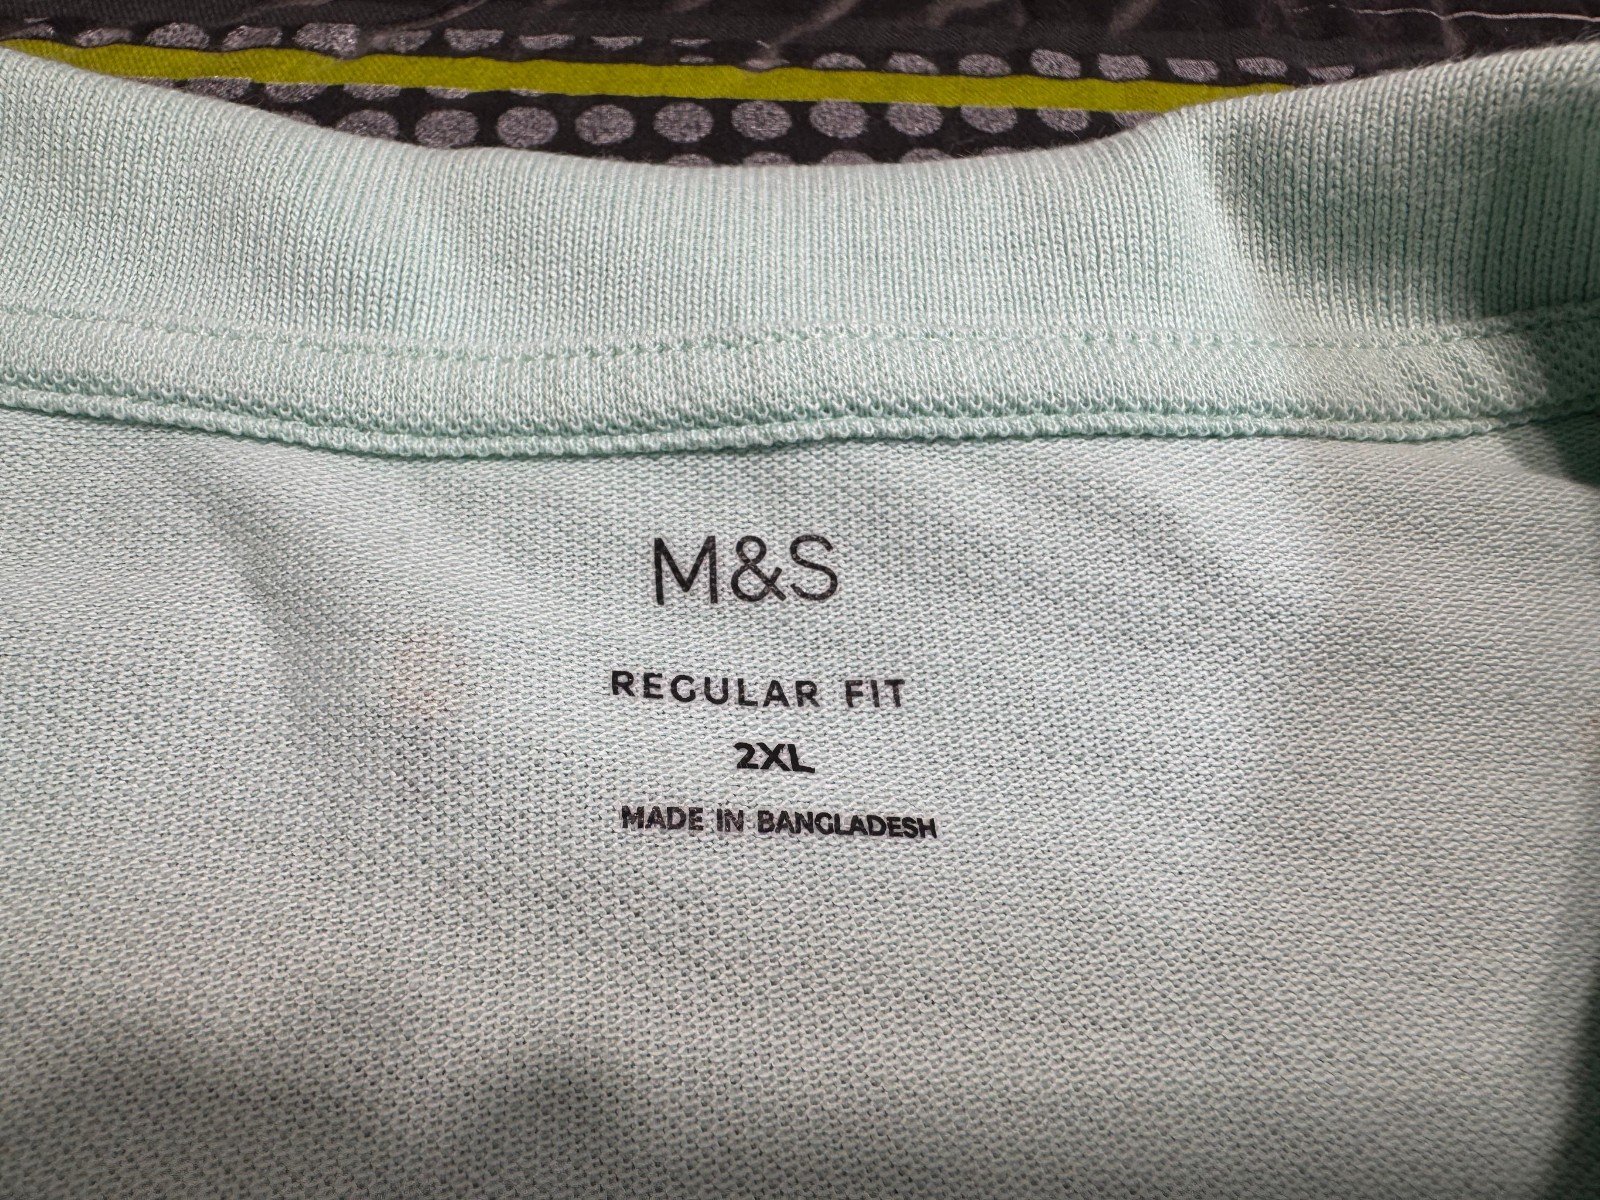 M&S
REGULAR FIT
2XL
MADE IN BANGLADESH